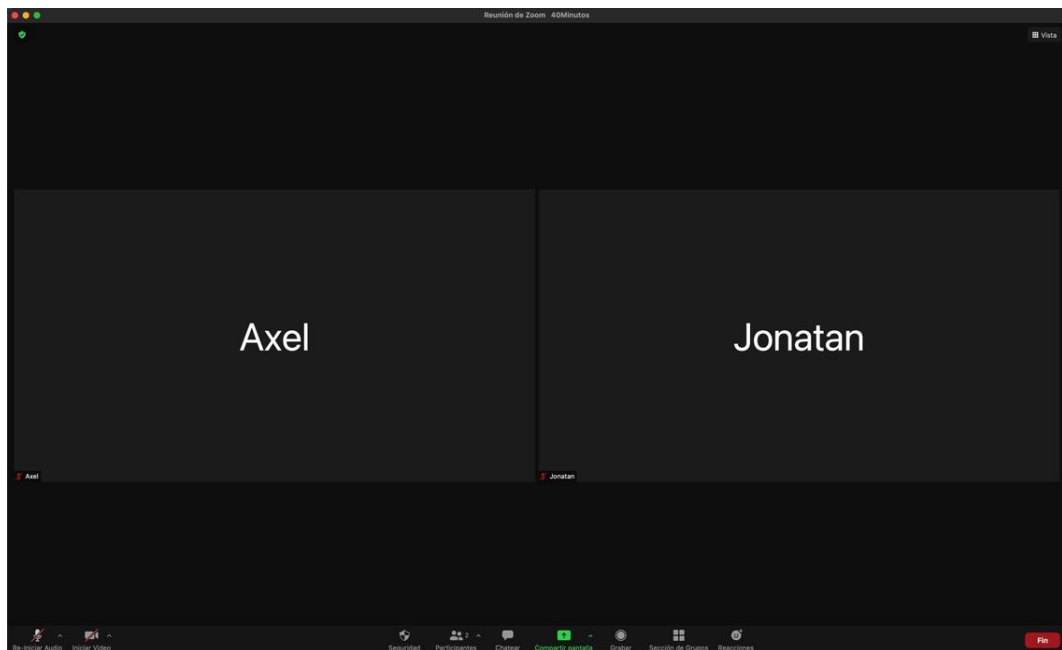 Reunión de Zoom 40Minutos
Vista
Axel
Jonatan
Axel
Jonatan
Re-iniciar Audio
Iniciar Video
Seguridad
2
Participantes
Chatear
Compartir pantalla
Grabar
Sección de Grupos
Reacciones
Fin